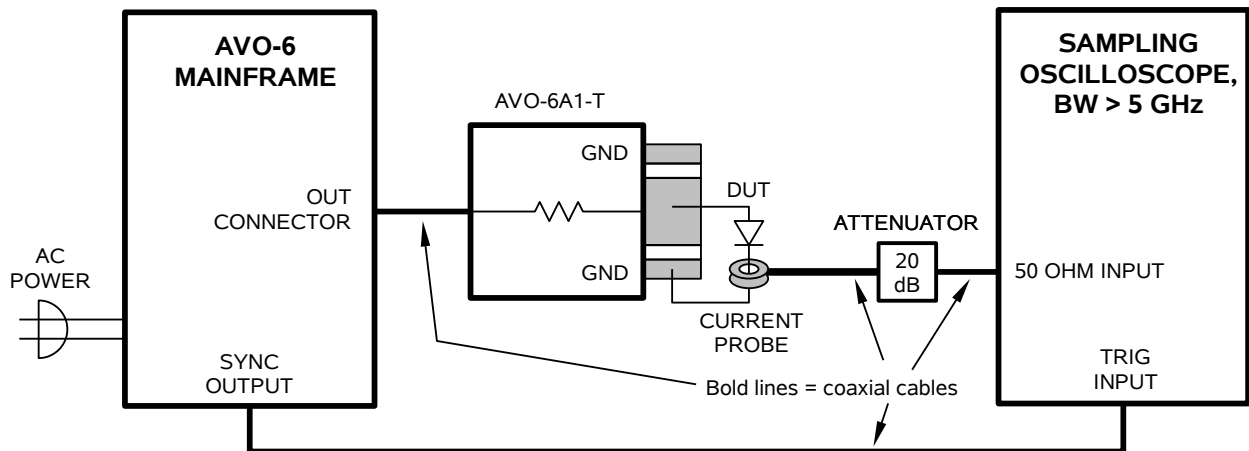 AVO-6
MAINFRAME
SAMPLING
OSCILLOSCOPE,
BW > 5 GHz
AVO-6A1-T
GND
DUT
OUT
CONNECTOR
ATTENUATOR
AC
POWER
GND
20
dB
50 OHM INPUT
CURRENT
PROBE
SYNC
OUTPUT
TRIG
INPUT
Bold lines = coaxial cables